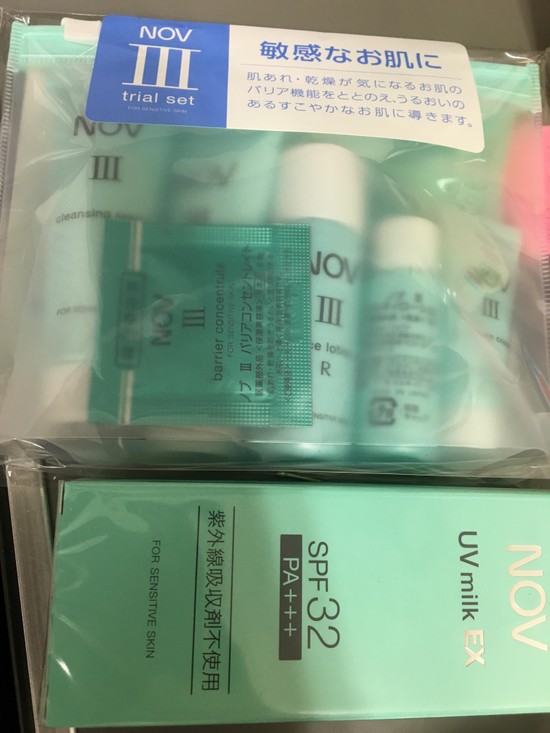 NOV
III
trial set
FOR SENSITIVE SKIN
敏感なお肌に
肌あれ・乾燥が気になるお肌の
バリア機能をととのえ、うるおいの
あるすこやかなお肌に導きます。
NOV
III
cleansing
NOV
III
barrier concentrate
ノブ III バリアコンセントレイト
NOV
III
R
III
NOV
UV milk EX
SPF32
PA+++
紫外線吸収剤不使用
FOR SENSITIVE SKIN